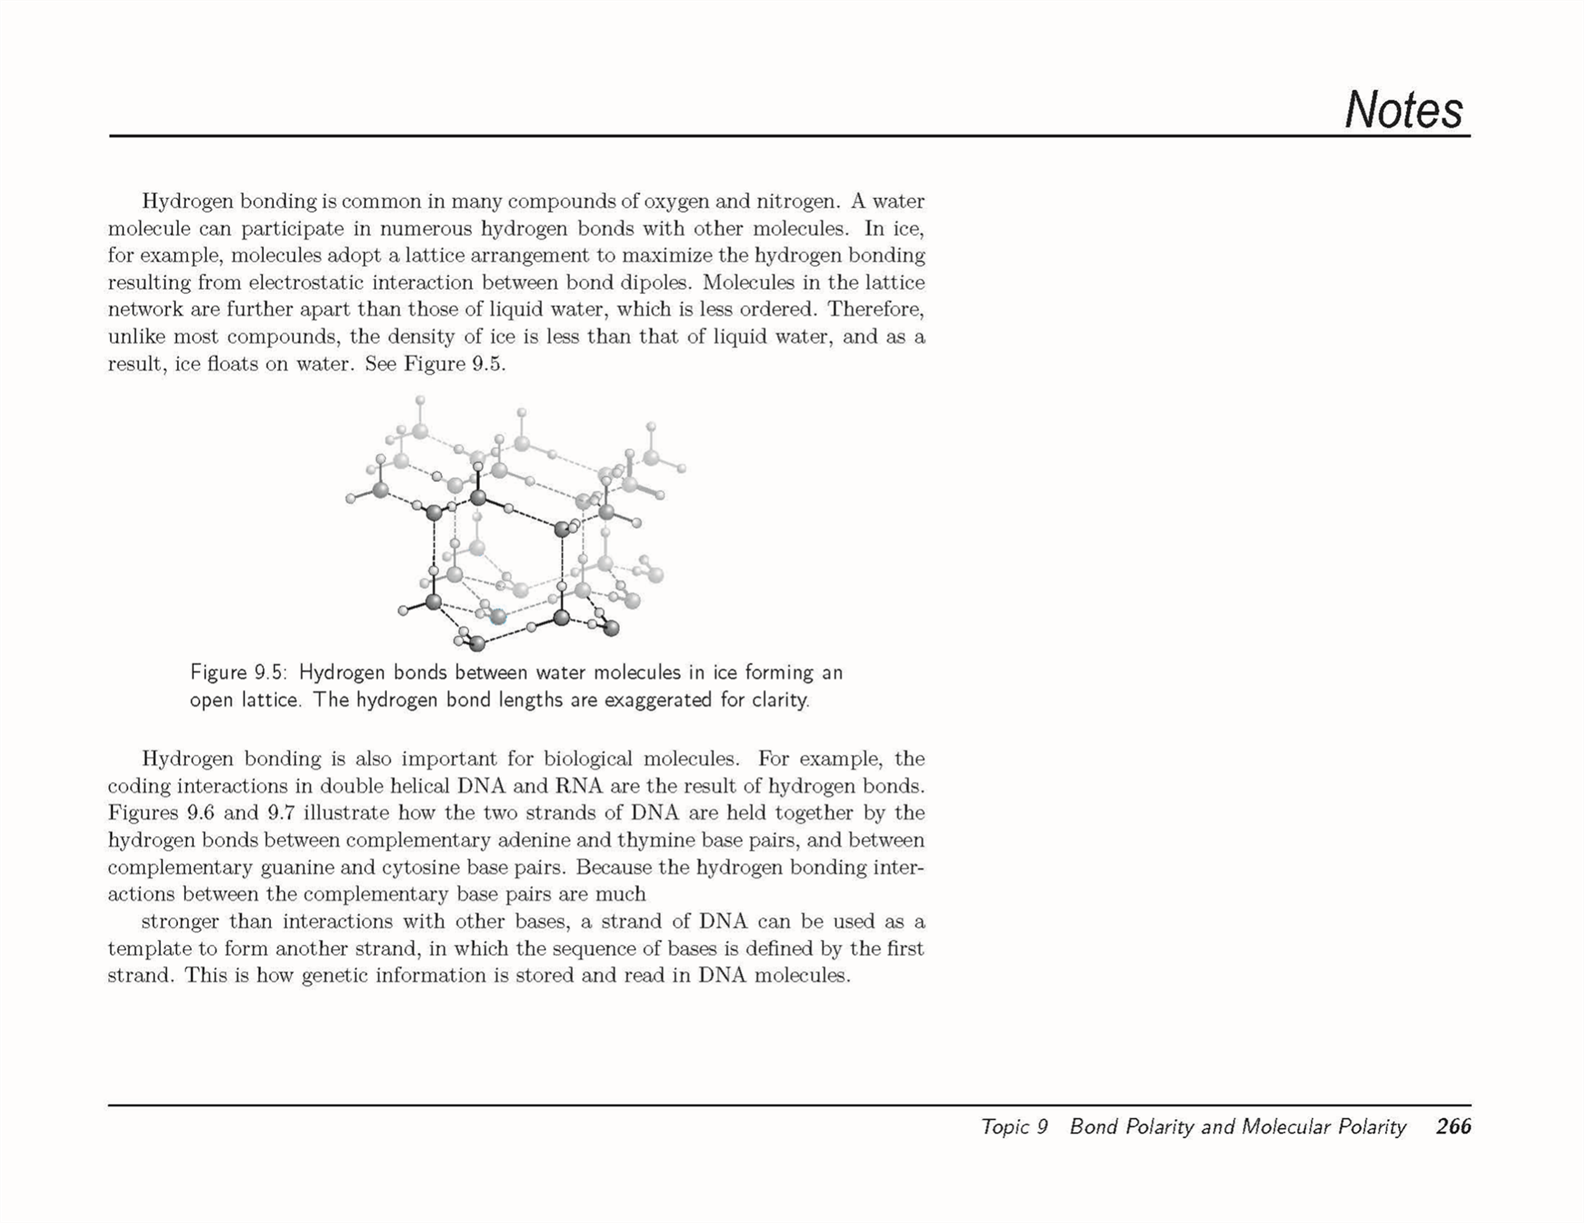 Notes
Hydrogen bonding is common in many compounds of oxygen and nitrogen. A water
molecule can participate in numerous hydrogen bonds with other molecules. In ice,
for example, molecules adopt a lattice arrangement to maximize the hydrogen bonding
resulting from electrostatic interaction between bond dipoles. Molecules in the lattice
network are further apart than those of liquid water, which is less ordered. Therefore,
unlike most compounds, the density of ice is less than that of liquid water, and as a
result, ice floats on water. See Figure 9.5.
Figure 9.5: Hydrogen bonds between water molecules in ice forming an
open lattice. The hydrogen bond lengths are exaggerated for clarity.
Hydrogen bonding is also important for biological molecules. For example, the
coding interactions in double helical DNA and RNA are the result of hydrogen bonds.
Figures 9.6 and 9.7 illustrate how the two strands of DNA are held together by the
hydrogen bonds between complementary adenine and thymine base pairs, and between
complementary guanine and cytosine base pairs. Because the hydrogen bonding inter-
actions between the complementary base pairs are much
stronger than interactions with other bases, a strand of DNA can be used as a
template to form another strand, in which the sequence of bases is defined by the first
strand. This is how genetic information is stored and read in DNA molecules.
Topic 9 Bond Polarity and Molecular Polarity 266